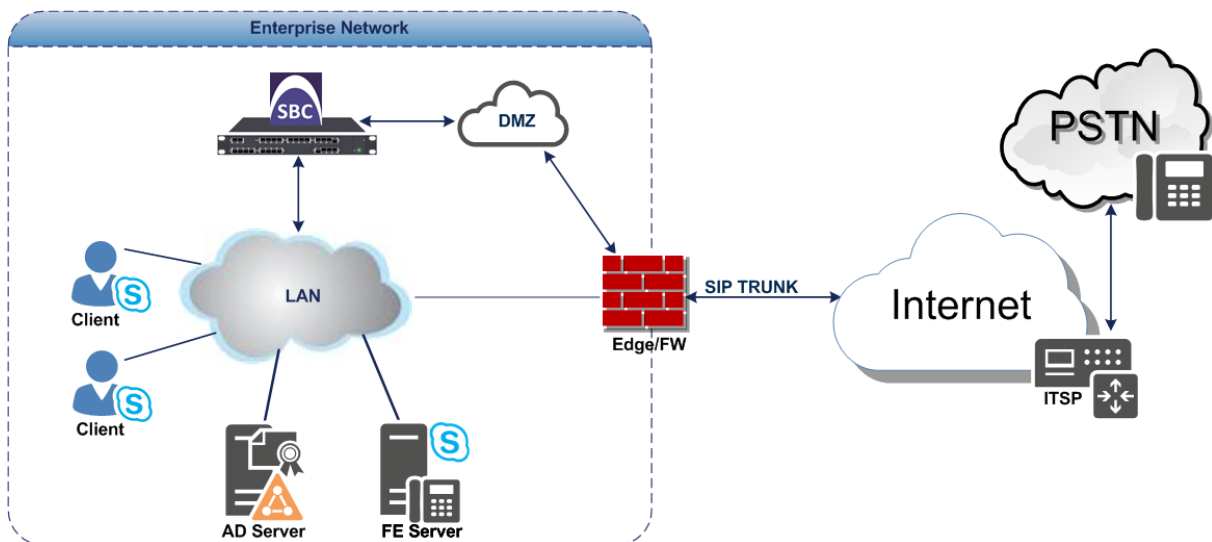 Enterprise Network
SBC
DMZ
PSTN
Client
LAN
SIP TRUNK
Internet
Edge/FW
Client
ITSP
AD Server
FE Server
S
S
S